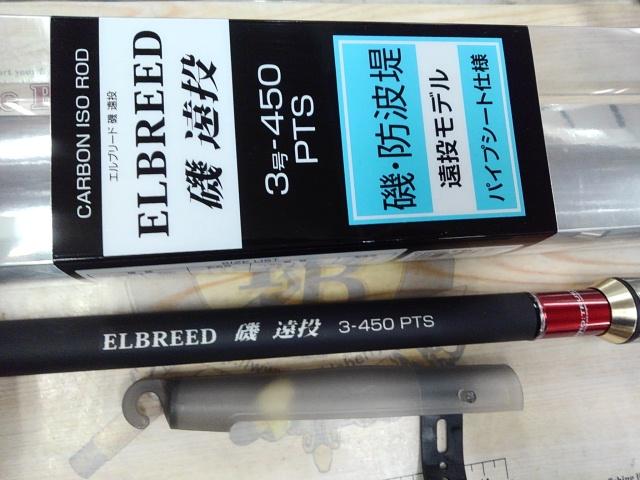 CARBON ISO ROD
エルブリード 磯 遠投
ELBREED
磯 遠投
3号-450
PTS
磯・防波堤
遠投モデル
パイプシート仕様
SIZE LIST
ELBREED 磯 遠投 3-450 PTS